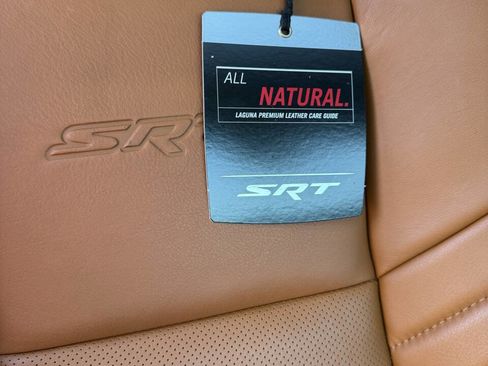 ALL
NATURAL.
LAGUNA PREMIUM LEATHER CARE GUIDE
SRT
SRT